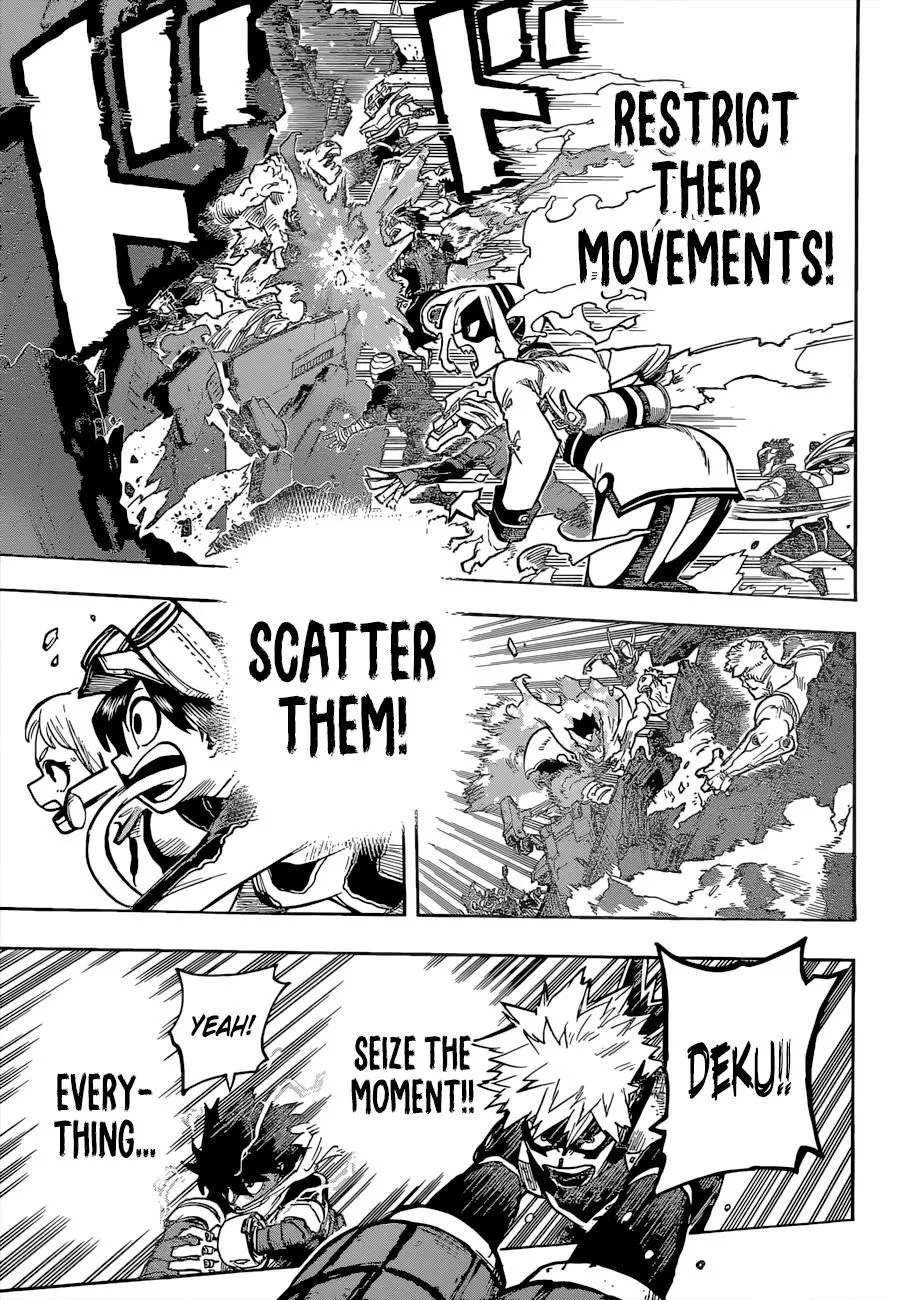 ドドド
RESTRICT
THEIR
MOVEMENTS!
SCATTER
THEM!
DEKU!!
SEIZE THE
MOMENT!!
YEAH!
EVERY-
THING...